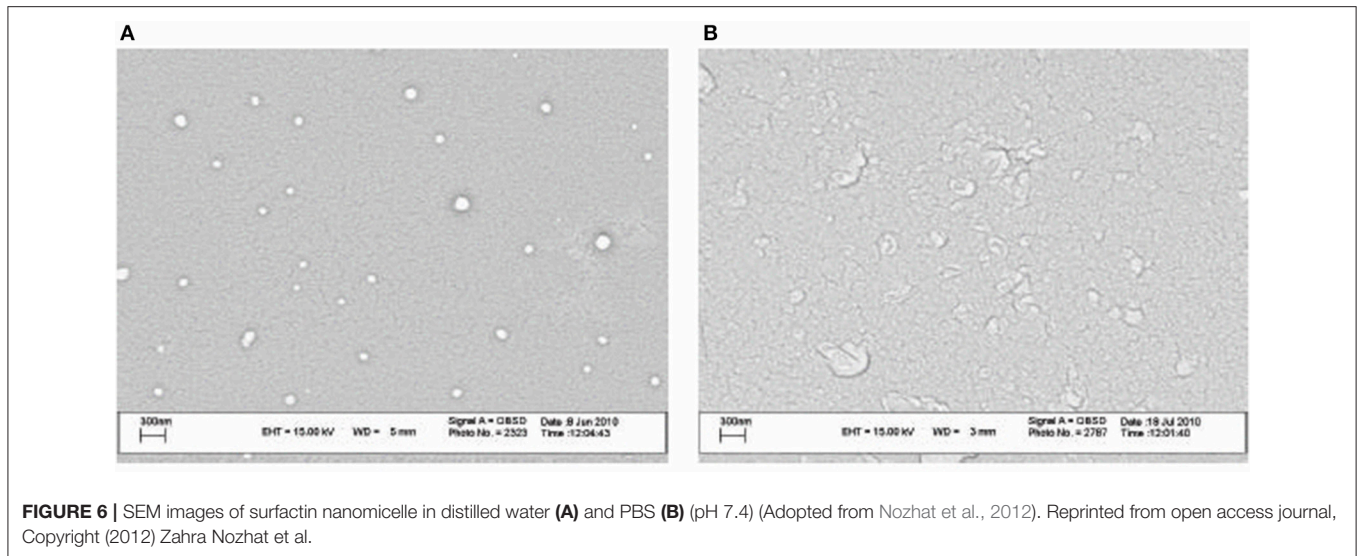 A
B
300nm
EHT = 15.00 kV WD = 5 mm
Signal A = QBSD Date :8 Jun 2010
Photo No. = 2323 Time :12:04:43
300nm
EHT = 15.00 kV WD = 3 mm
Signal A = QBSD Date :18 Jul 2010
Photo No. = 2787 Time :12:01:40
FIGURE 6 | SEM images of surfactin nanomicelle in distilled water (A) and PBS (B) (pH 7.4) (Adopted from Nozhat et al., 2012). Reprinted from open access journal,
Copyright (2012) Zahra Nozhat et al.